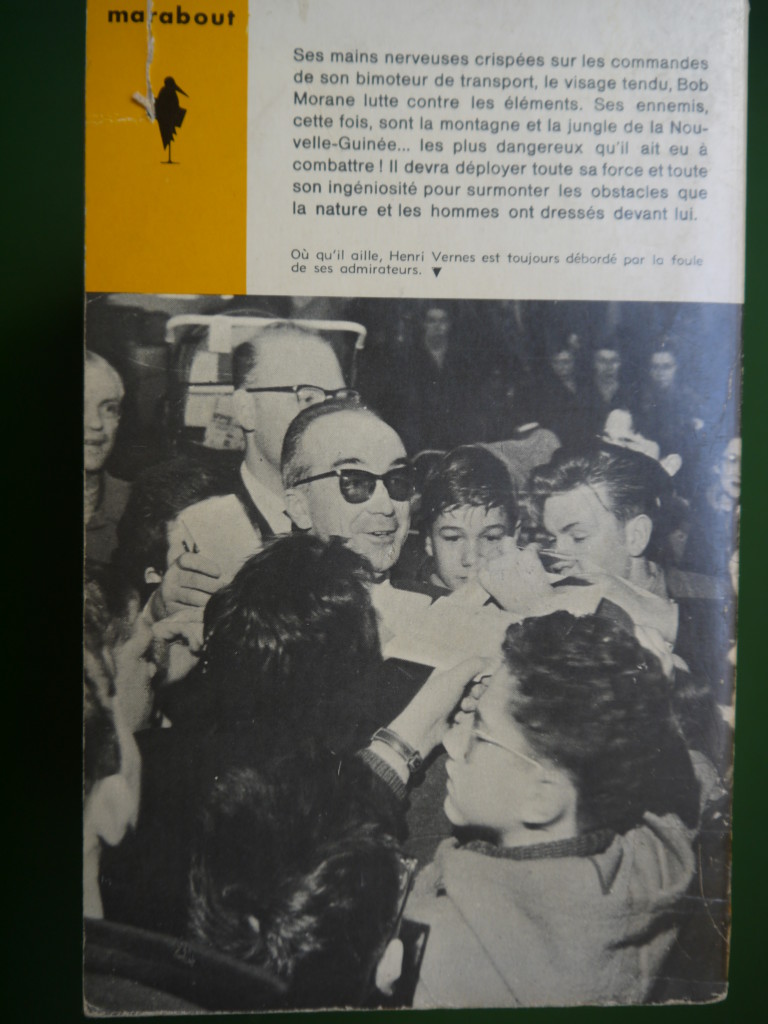 marabout
Ses mains nerveuses crispées sur les commandes
de son bimoteur de transport, le visage tendu, Bob
Morane lutte contre les éléments. Ses ennemis,
cette fois, sont la montagne et la jungle de la Nou-
velle-Guinée... les plus dangereux qu'il ait eu à
combattre ! Il devra déployer toute sa force et toute
son ingéniosité pour surmonter les obstacles que
la nature et les hommes ont dressés devant lui.
Où qu'il aille, Henri Vernes est toujours débordé par la foule
de ses admirateurs. ▼